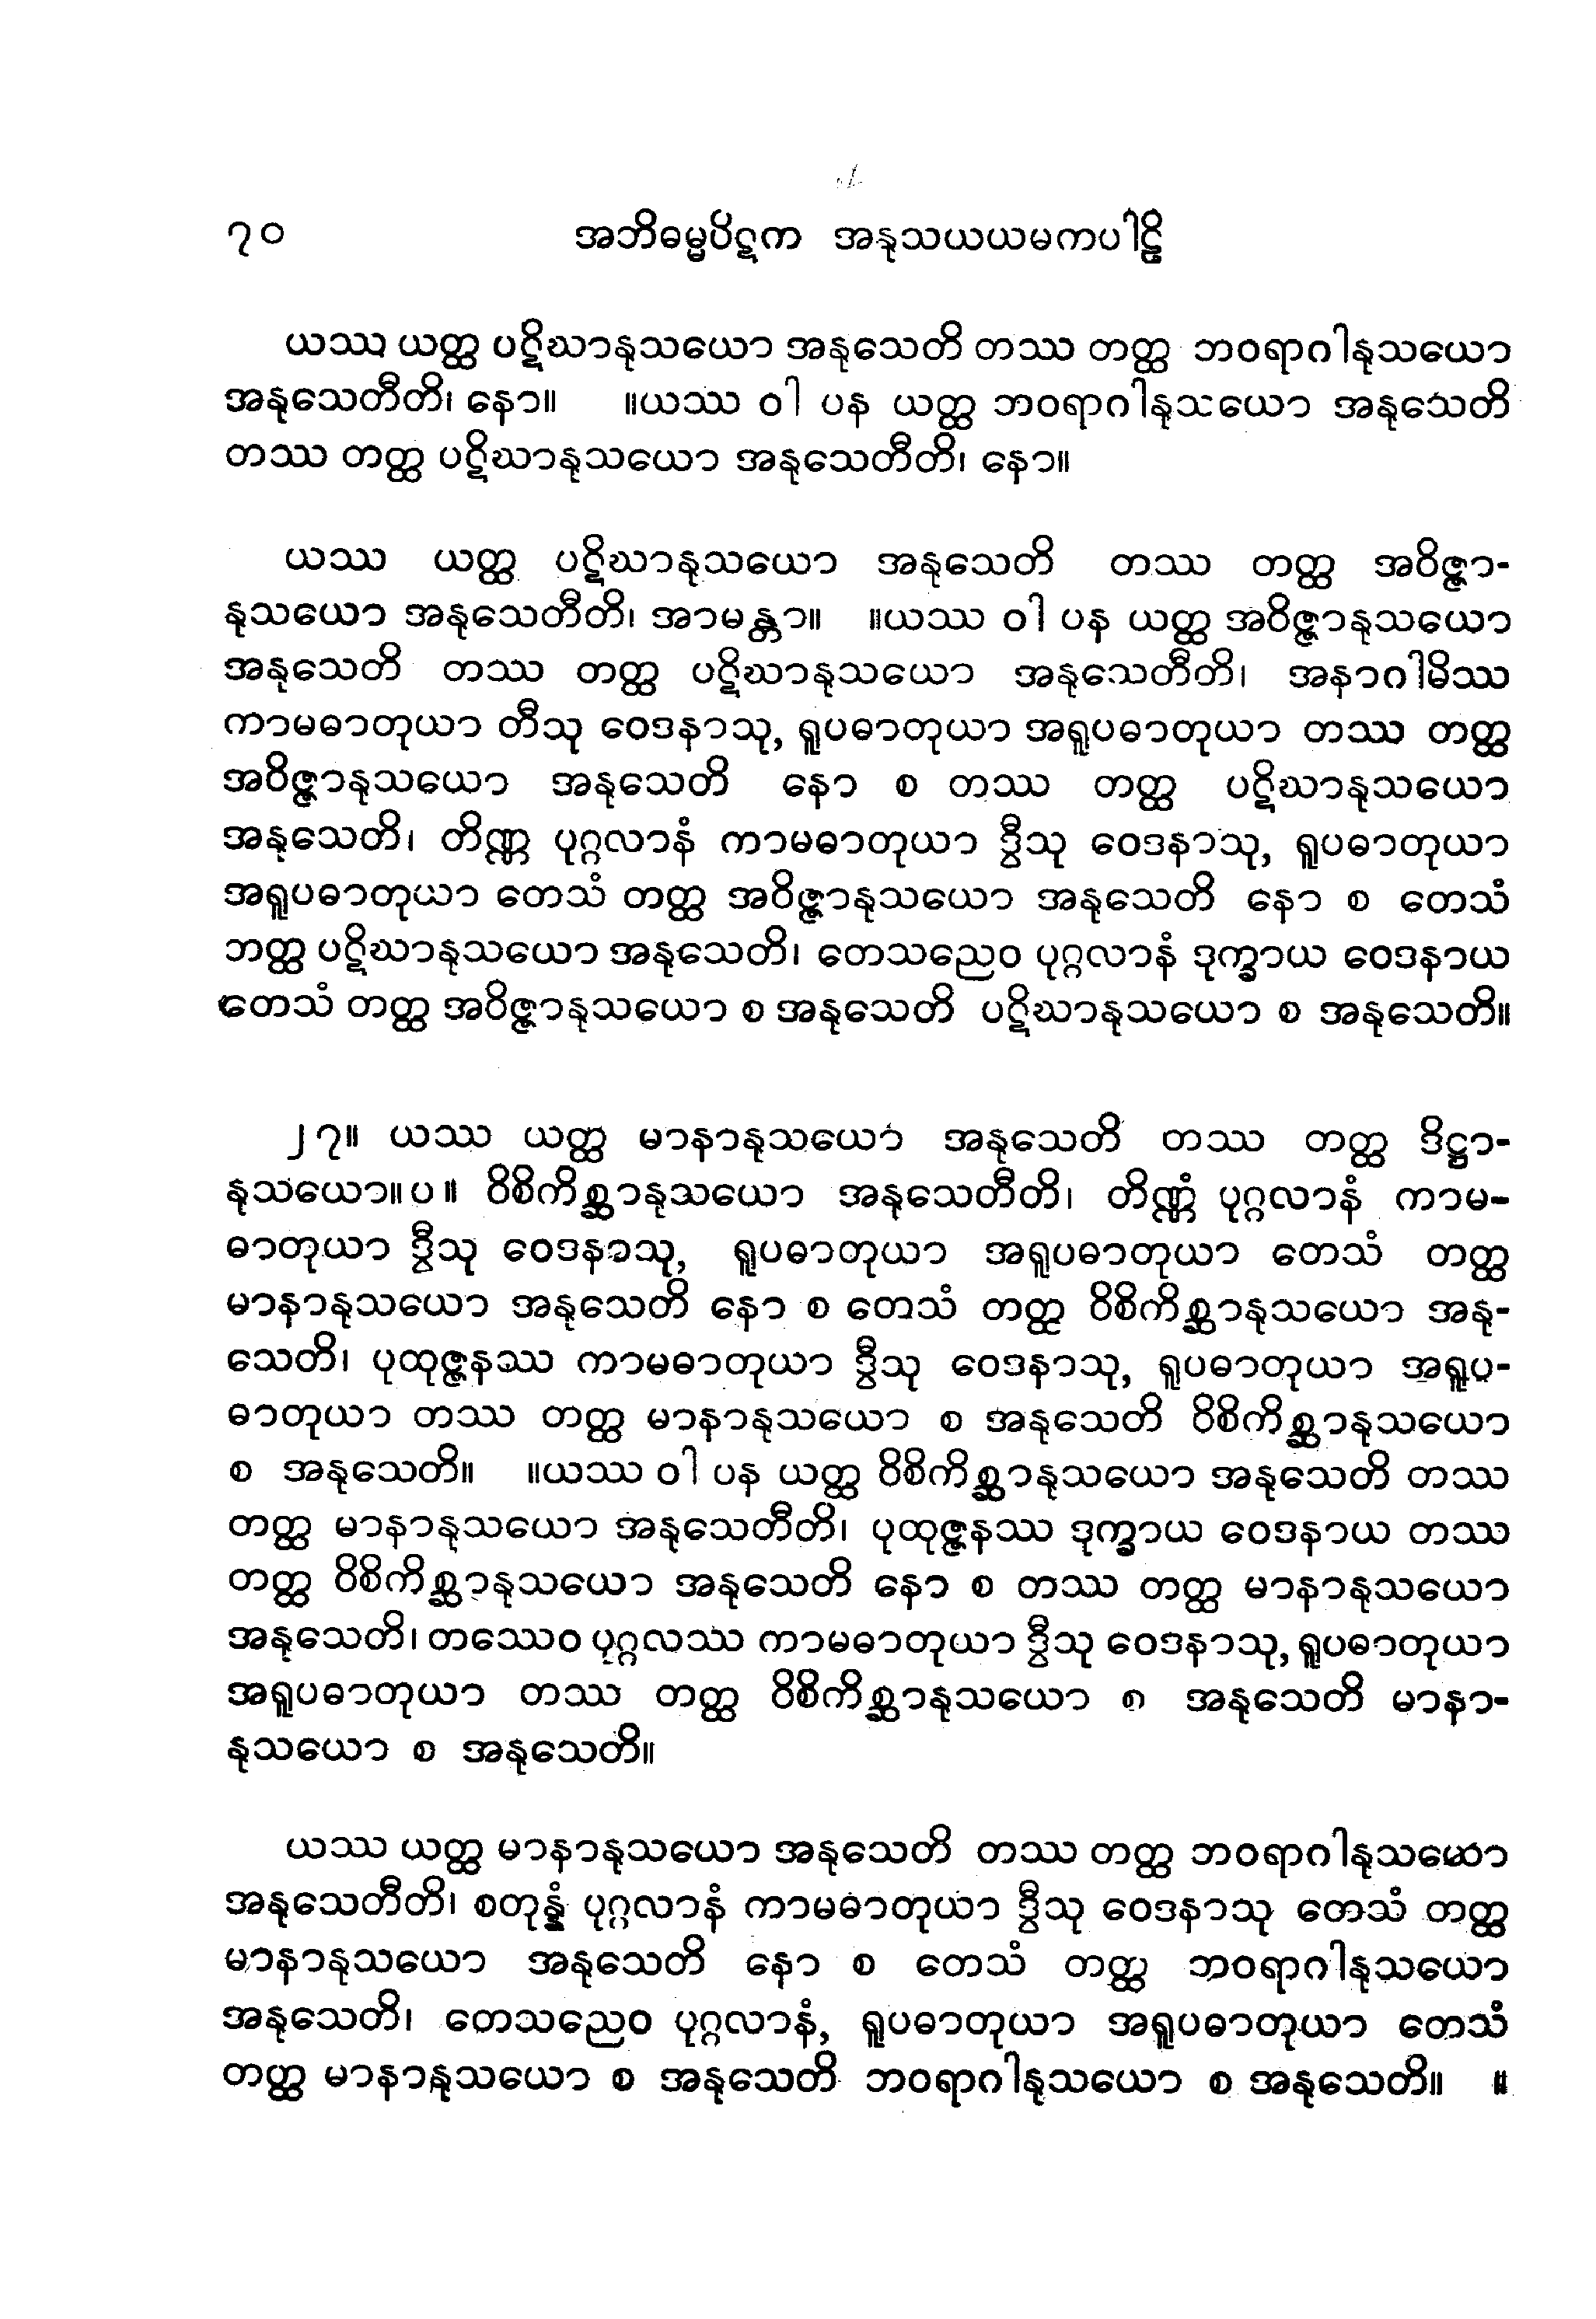 ၇၀ အဘိဓမ္မပိဋက အနုသယယမကပါဠိ
ယဿ ယတ္ထ ပဋိဃာနုသယော အနုသေတိ တဿ တတ္ထ ဘဝရာဂါနုသယော
အနုသေတီတိ၊ နော။ ။ယဿ ဝါ ပန ယတ္ထ ဘဝရာဂါနုသယော အနုသေတိ
တဿ တတ္ထ ပဋိဃာနုသယော အနုသေတီတိ၊ နော။
ယဿ ယတ္ထ ပဋိဃာနုသယော အနုသေတိ တဿ တတ္ထ အဝိဇ္ဇာ-
နုသယော အနုသေတီတိ၊ အာမန္တာ။ ။ယဿ ဝါ ပန ယတ္ထ အဝိဇ္ဇာနုသယော
အနုသေတိ တဿ တတ္ထ ပဋိဃာနုသယော အနုသေတီတိ၊ အနာဂါမိဿ
ကာမဓာတုယာ တီသု ဝေဒနာသု, ရူပဓာတုယာ အရူပဓာတုယာ တဿ တတ္ထ
အဝိဇ္ဇာနုသယော အနုသေတိ နော စ တဿ တတ္ထ ပဋိဃာနုသယော
အနုသေတိ၊ တိဏ္ဏ ပုဂ္ဂလာနံ ကာမဓာတုယာ ဒွီသု ဝေဒနာသု, ရူပဓာတုယာ
အရူပဓာတုယာ တေသံ တတ္ထ အဝိဇ္ဇာနုသယော အနုသေတိ နော စ တေသံ
ဘတ္ထ ပဋိဃာနုသယော အနုသေတိ၊ တေသညေဝ ပုဂ္ဂလာနံ ဒုက္ခာယ ဝေဒနာယ
တေသံ တတ္ထ အဝိဇ္ဇာနုသယော စ အနုသေတိ ပဋိဃာနုသယော စ အနုသေတိ။
၂၇။ ယဿ ယတ္ထ မာနာနုသယော အနုသေတိ တဿ တတ္ထ ဒိဋ္ဌာ-
နုသယော။ပ။ ဝိစိကိစ္ဆာနုသယော အနုသေတီတိ၊ တိဏ္ဏံ ပုဂ္ဂလာနံ ကာမ-
ဓာတုယာ ဒွီသု ဝေဒနာသု, ရူပဓာတုယာ အရူပဓာတုယာ တေသံ တတ္ထ
မာနာနုသယော အနုသေတိ နော စ တေသံ တတ္ထ ဝိစိကိစ္ဆာနုသယော အနု-
သေတိ၊ ပုထုဇ္ဇနဿ ကာမဓာတုယာ ဒွီသု ဝေဒနာသု, ရူပဓာတုယာ အရူပ-
ဓာတုယာ တဿ တတ္ထ မာနာနုသယော စ အနုသေတိ ဝိစိကိစ္ဆာနုသယော
စ အနုသေတိ။ ။ယဿ ဝါ ပန ယတ္ထ ဝိစိကိစ္ဆာနုသယော အနုသေတိ တဿ
တတ္ထ မာနာနုသယော အနုသေတီတိ၊ ပုထုဇ္ဇနဿ ဒုက္ခာယ ဝေဒနာယ တဿ
တတ္ထ ဝိစိကိစ္ဆာနုသယော အနုသေတိ နော စ တဿ တတ္ထ မာနာနုသယော
အနုသေတိ၊ တဿေဝ ပုဂ္ဂလဿ ကာမဓာတုယာ ဒွီသု ဝေဒနာသု, ရူပဓာတုယာ
အရူပဓာတုယာ တဿ တတ္ထ ဝိစိကိစ္ဆာနုသယော စ အနုသေတိ မာနာ-
နုသယော စ အနုသေတိ။
ယဿ ယတ္ထ မာနာနုသယော အနုသေတိ တဿ တတ္ထ ဘဝရာဂါနုသယော
အနုသေတီတိ၊ စတုန္နံ ပုဂ္ဂလာနံ ကာမဓာတုယာ ဒွီသု ဝေဒနာသု တေသံ တတ္ထ
မာနာနုသယော အနုသေတိ နော စ တေသံ တတ္ထ ဘဝရာဂါနုသယော
အနုသေတိ၊ တေသညေဝ ပုဂ္ဂလာနံ, ရူပဓာတုယာ အရူပဓာတုယာ တေသံ
တတ္ထ မာနာနုသယော စ အနုသေတိ ဘဝရာဂါနုသယော စ အနုသေတိ။ ။